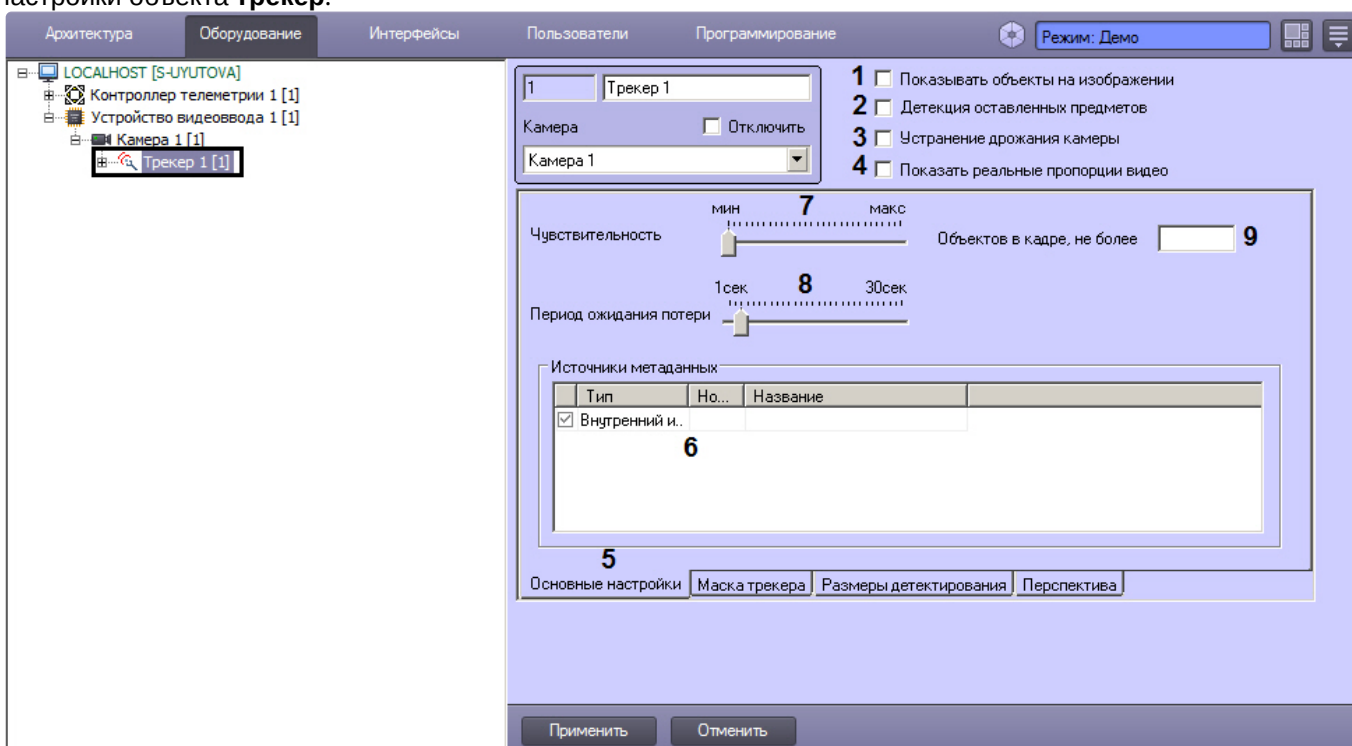 настройки объекта Трекер.
Архитектура Оборудование Интерфейсы Пользователи Программирование Режим: Демо
LOCALHOST [S-UYUTOVA]
Контроллер телеметрии 1 [1]
Устройство видеоввода 1 [1]
Камера 1 [1]
Трекер 1 [1]
1 Трекер 1
Камера Отключить
Камера 1
1 Показывать объекты на изображении
2 Детекция оставленных предметов
3 Устранение дрожания камеры
4 Показать реальные пропорции видео
мин 7 макс
Чувствительность
Объектов в кадре, не более 9
1сек 8 30сек
Период ожидания потери
Источники метаданных
Тип Но... Название
Внутренний и..
6
5
Основные настройки Маска трекера Размеры детектирования Перспектива
Применить Отменить